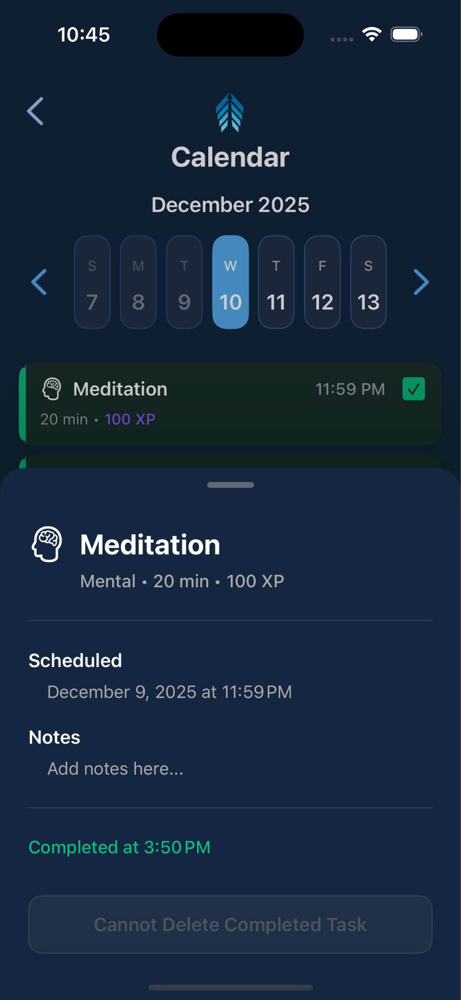 10:45
Calendar
December 2025
S M T W T F S
7 8 9 10 11 12 13
Meditation 11:59 PM
20 min • 100 XP
Meditation
Mental • 20 min • 100 XP
Scheduled
December 9, 2025 at 11:59 PM
Notes
Add notes here...
Completed at 3:50 PM
Cannot Delete Completed Task